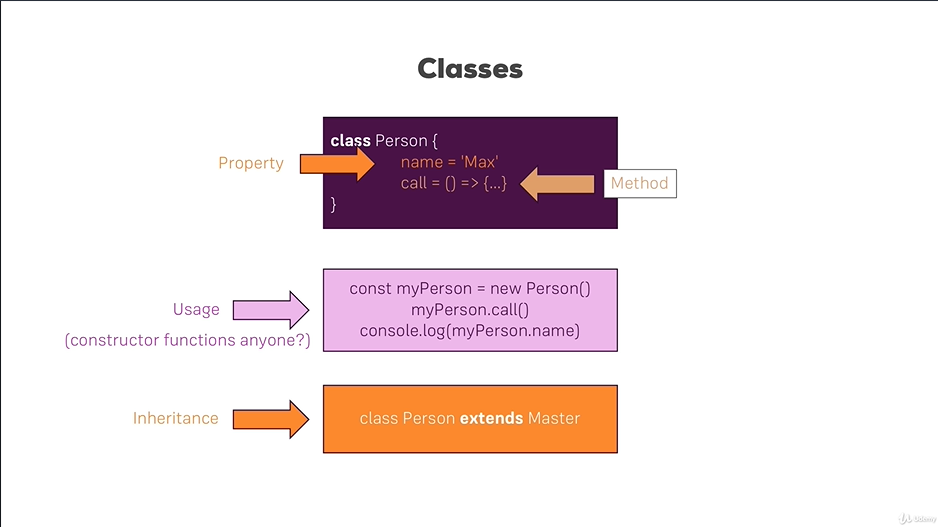 Classes
class Person {
Property
name = 'Max'
call = () => {...}
Method
}
Usage
(constructor functions anyone?)
const myPerson = new Person()
myPerson.call()
console.log(myPerson.name)
Inheritance
class Person extends Master
Udemy